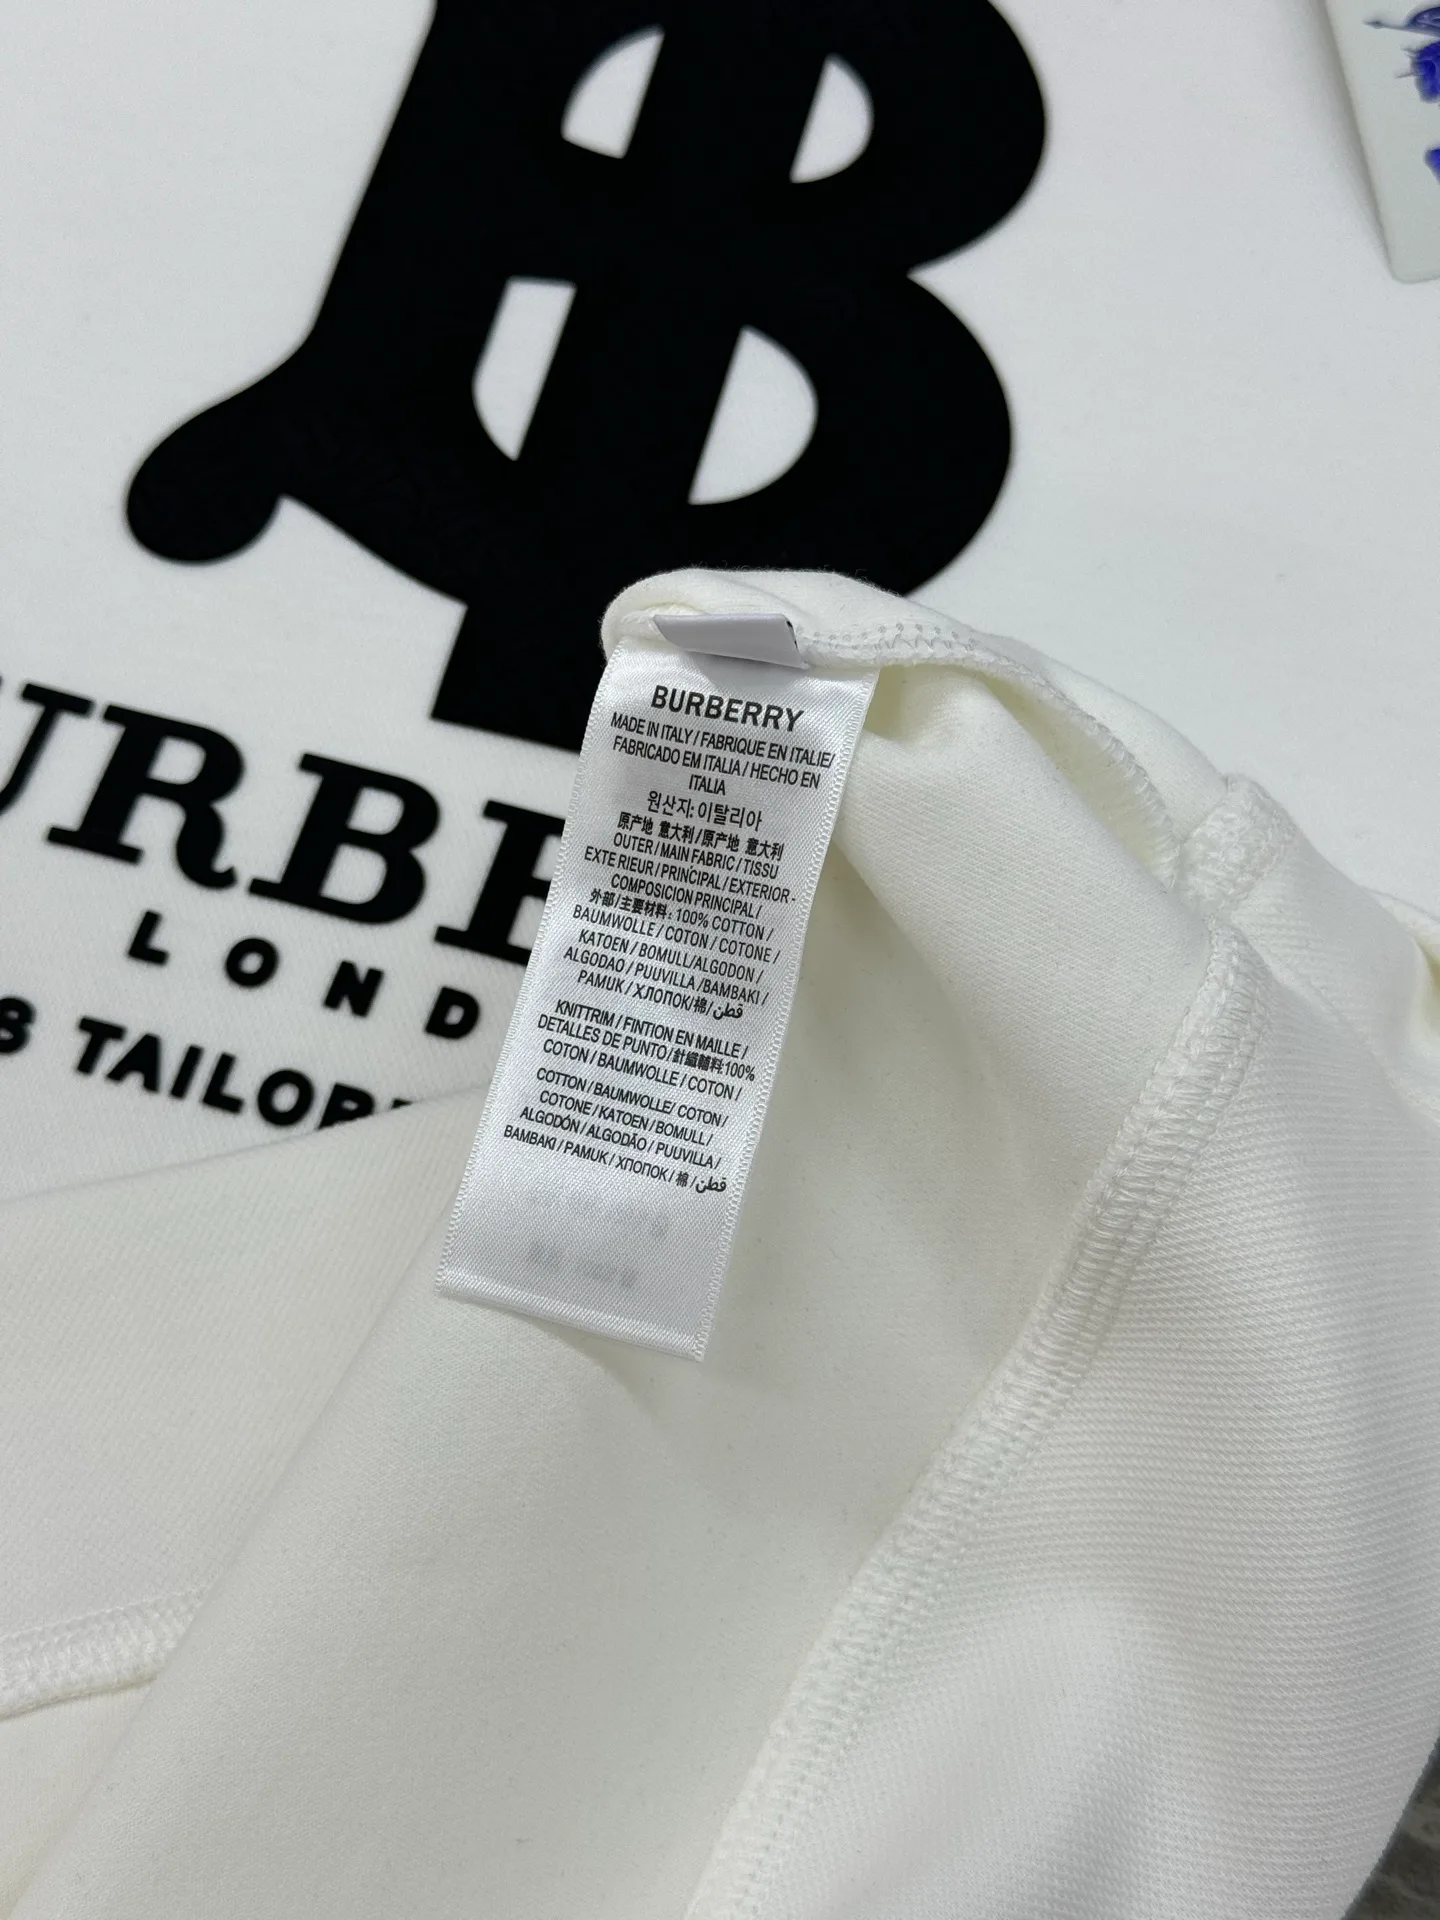 B
URBE
LOND
8 TAILOR
BURBERRY
MADE IN ITALY / FABRIQUE EN ITALIE/
FABRICADO EM ITALIA / HECHO EN
ITALIA
원산지: 이탈리아
原产地 意大利/原产地 意大利
OUTER / MAIN FABRIC / TISSU
EXTE RIEUR / PRINCIPAL / EXTERIOR -
COMPOSICION PRINCIPAL /
外部/主要材料: 100% COTTON /
BAUMWOLLE / COTON / COTONE /
KATOEN / BOMULL/ALGODON /
ALGODAO / PUUVILLA /BAMBAKI /
PAMUK / ХЛОПОК/棉/قطن
KNITTRIM / FINTION EN MAILLE /
DETALLES DE PUNTO/針織輔料:100%
COTON / BAUMWOLLE / COTON /
COTTON / BAUMWOLLE/ COTON /
COTONE / KATOEN / BOMULL /
ALGODÓN / ALGODÃO / PUUVILLA /
BAMBAKI / PAMUK / ХЛОПОК / 棉 /قطن